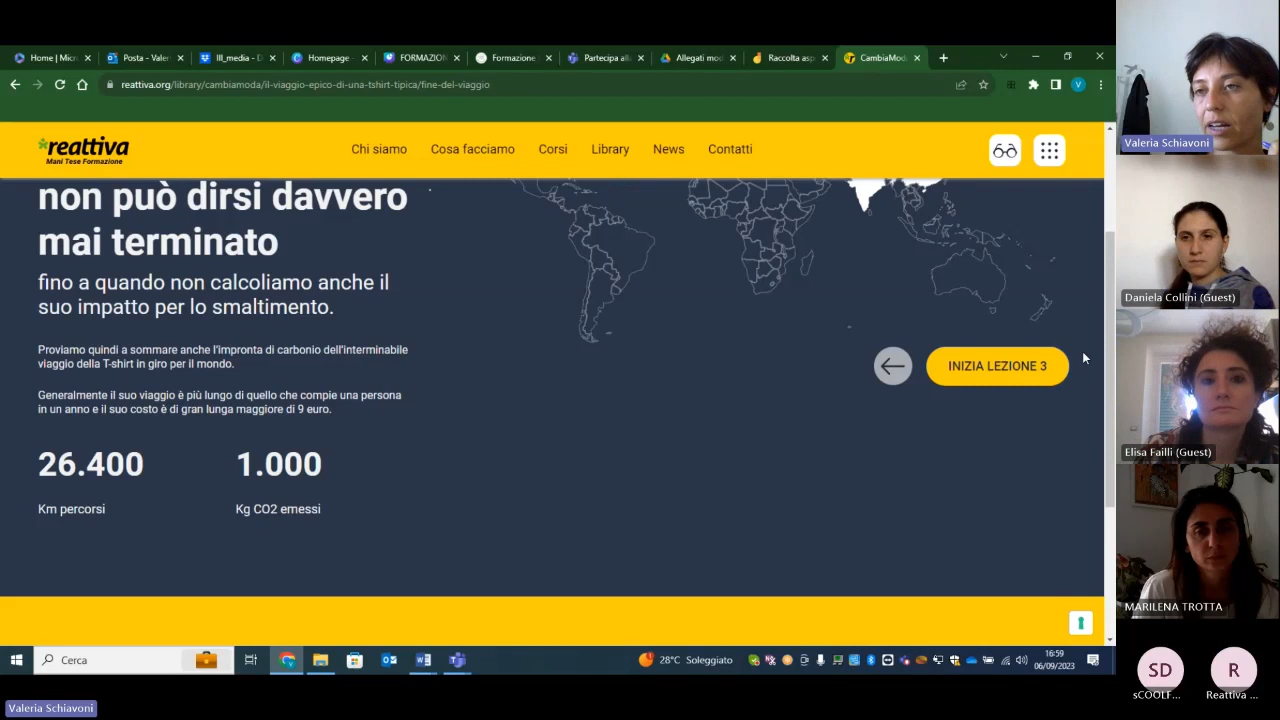 Home | Micr
Posta - Valer
III_media - D
Homepage -
FORMAZION
Formazione
Partecipa alla
Allegati mod
Raccolta asp
CambiaMod
reattiva.org/library/cambiamoda/il-viaggio-epico-di-una-tshirt-tipica/fine-del-viaggio
V
reattiva
Mani Tese Formazione
Chi siamo
Cosa facciamo
Corsi
Library
News
Contatti
non può dirsi davvero
mai terminato
fino a quando non calcoliamo anche il
suo impatto per lo smaltimento.
Proviamo quindi a sommare anche l'impronta di carbonio dell'interminabile
viaggio della T-shirt in giro per il mondo.
Generalmente il suo viaggio è più lungo di quello che compie una persona
in un anno e il suo costo è di gran lunga maggiore di 9 euro.
26.400
1.000
Km percorsi
Kg CO2 emessi
INIZIA LEZIONE 3
Cerca
28°C Soleggiato
16:59
06/09/2023
Valeria Schiavoni
Valeria Schiavoni
Daniela Collini (Guest)
Elisa Failli (Guest)
MARILENA TROTTA
SD
sCOOLF...
R
Reattiva ...